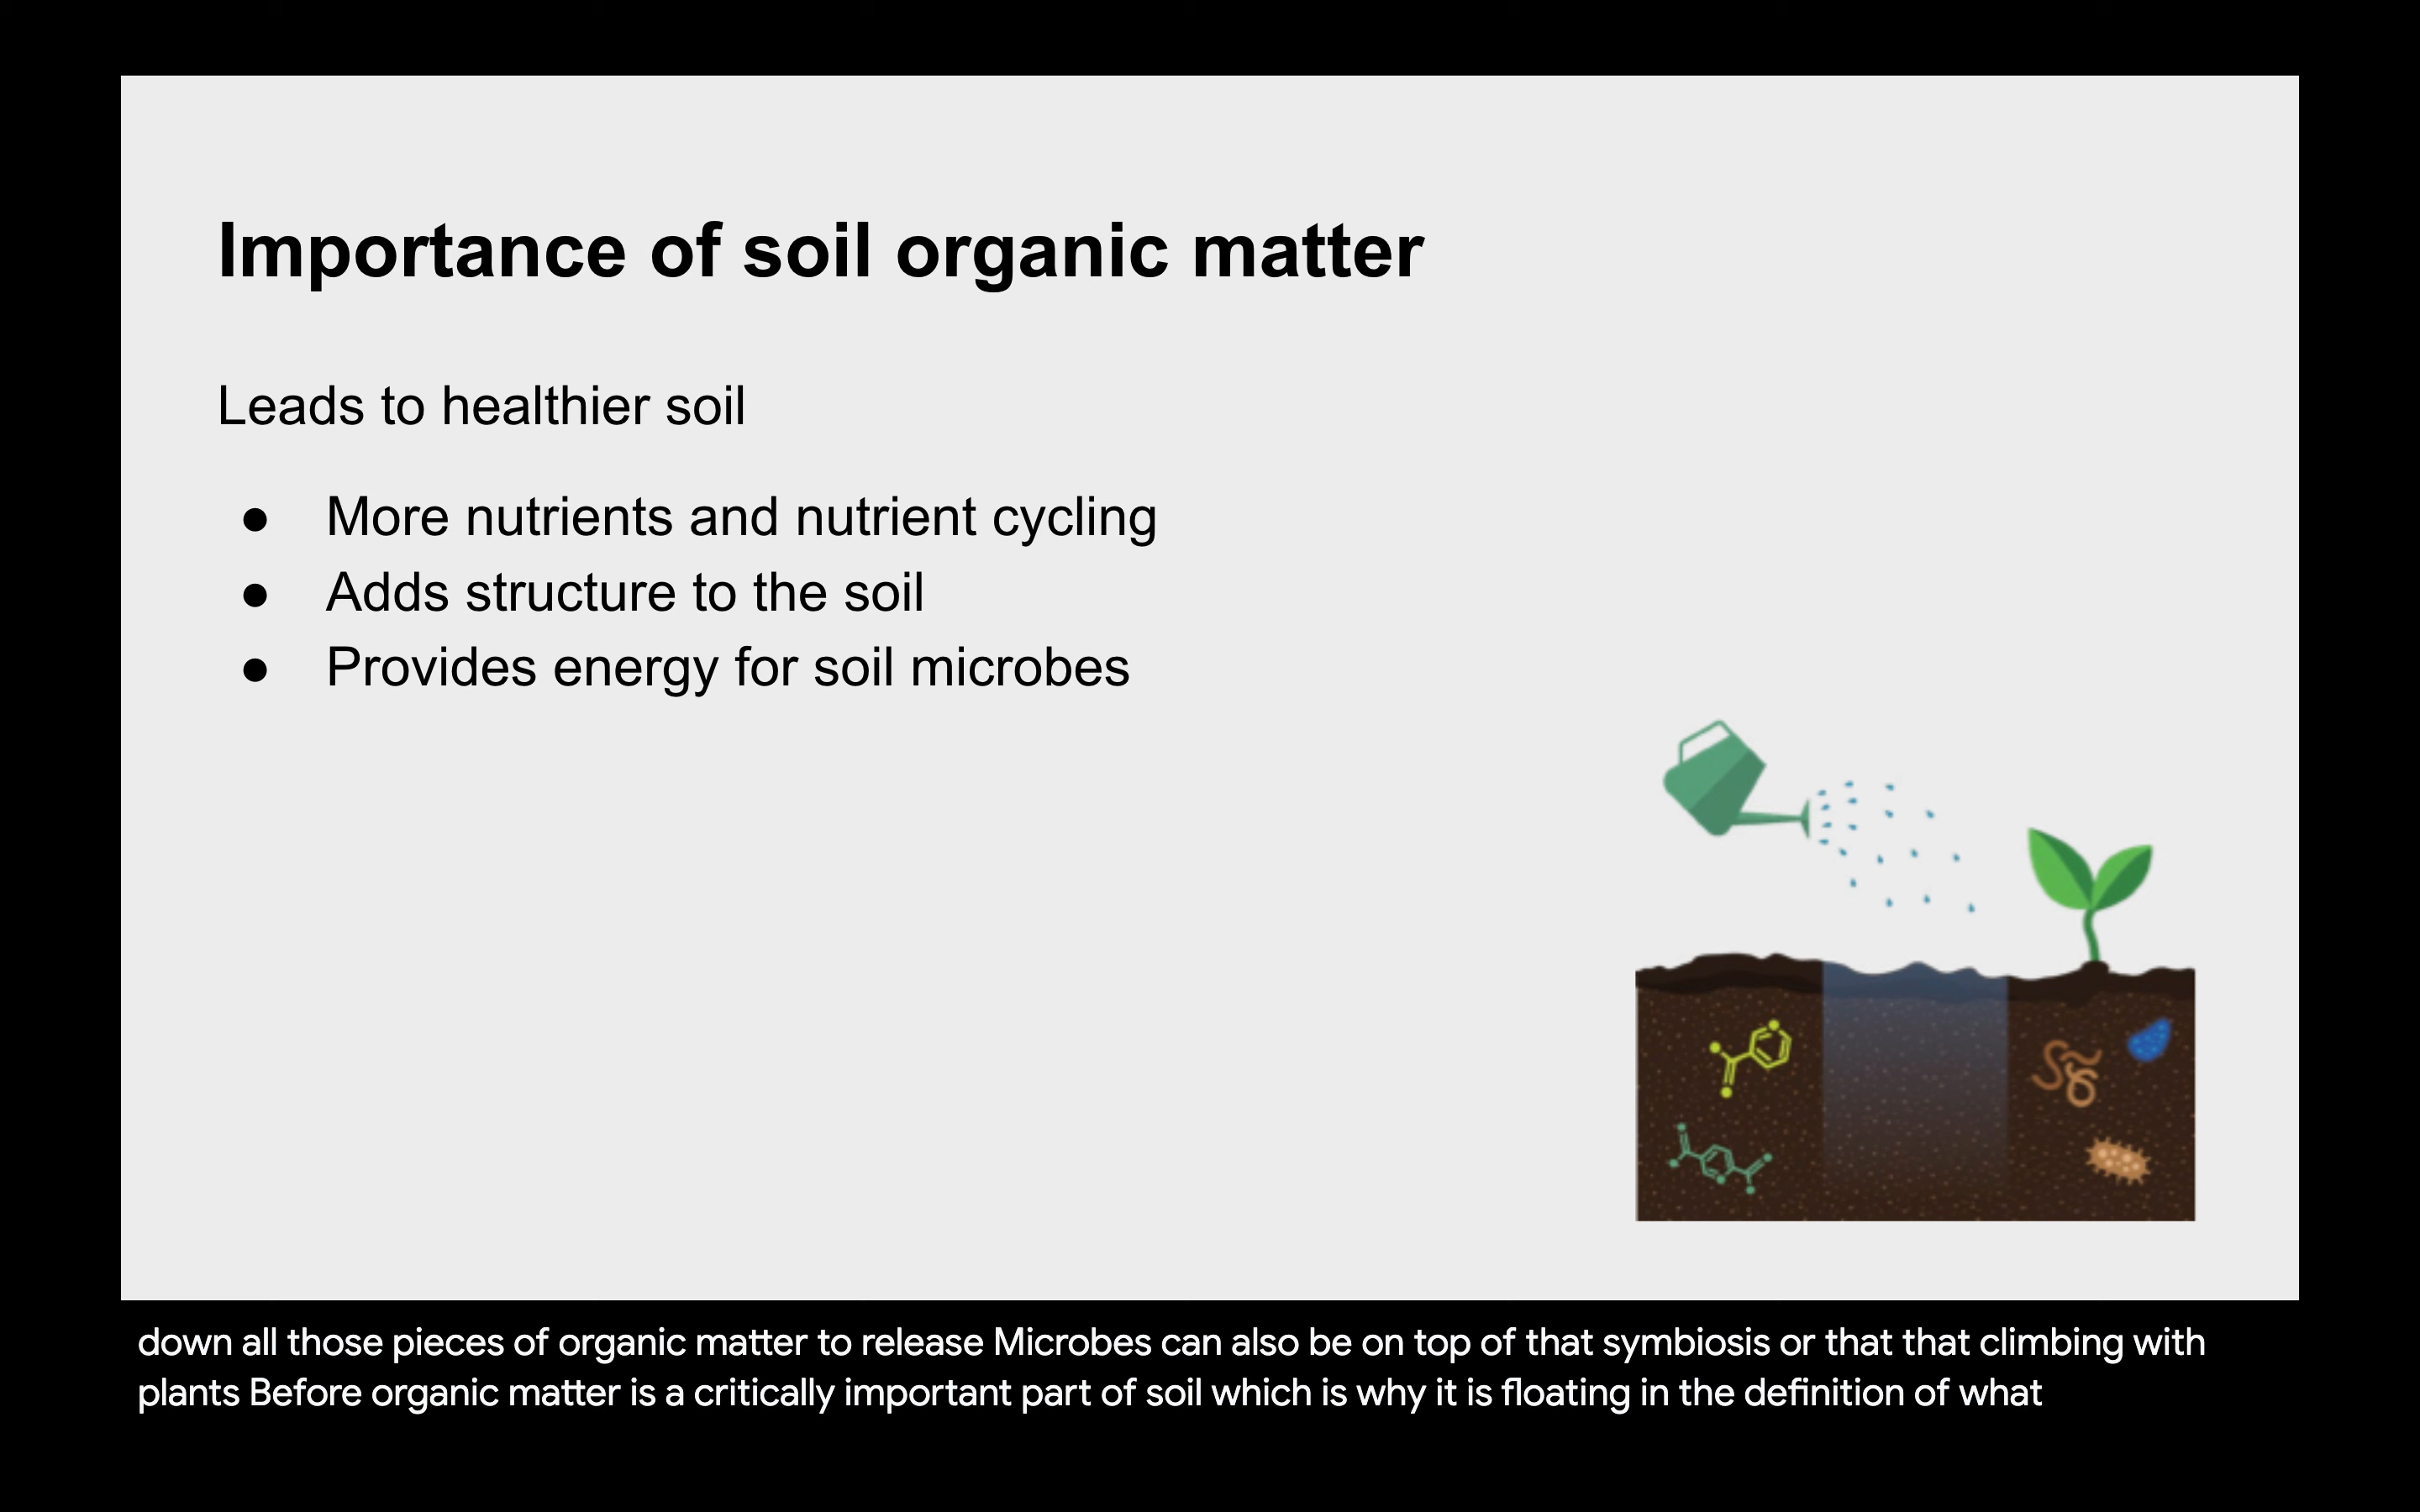 Importance of soil organic matter
Leads to healthier soil
● More nutrients and nutrient cycling
● Adds structure to the soil
● Provides energy for soil microbes
down all those pieces of organic matter to release Microbes can also be on top of that symbiosis or that that climbing with
plants Before organic matter is a critically important part of soil which is why it is floating in the definition of what